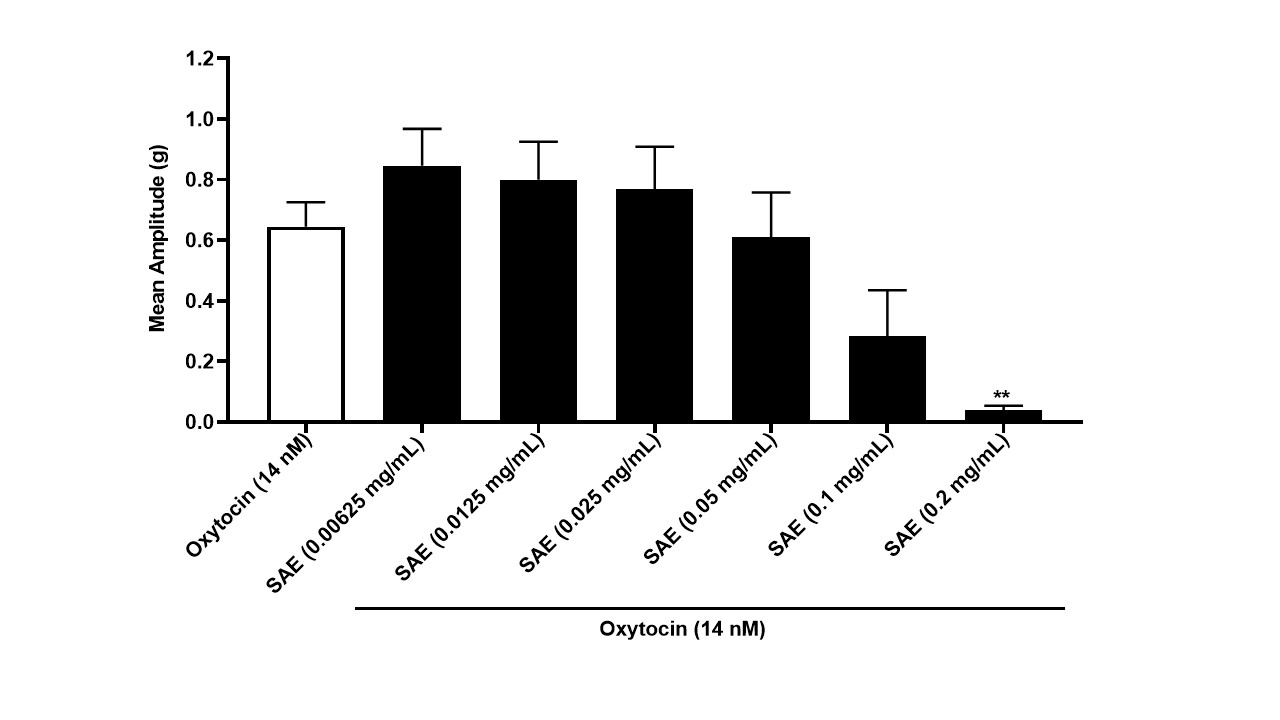 Mean Amplitude (g)
1.2
1.0
0.8
0.6
0.4
0.2
0.0
**
Oxytocin (14 nM)
SAE (0.00625 mg/mL)
SAE (0.0125 mg/mL)
SAE (0.025 mg/mL)
SAE (0.05 mg/mL)
SAE (0.1 mg/mL)
SAE (0.2 mg/mL)
Oxytocin (14 nM)